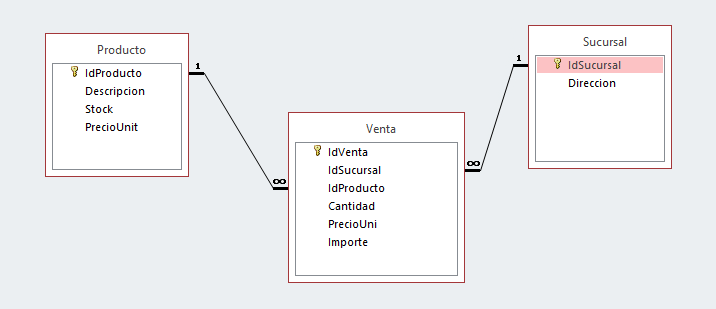 Producto
IdProducto
Descripcion
Stock
PrecioUnit
1
∞
Venta
IdVenta
IdSucursal
IdProducto
Cantidad
PrecioUni
Importe
∞
1
Sucursal
IdSucursal
Direccion